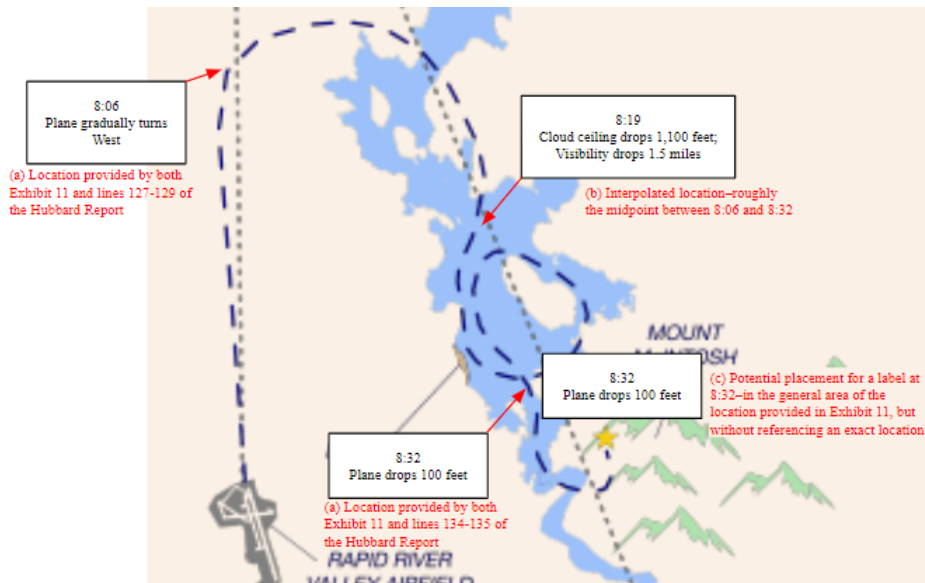 8:06
Plane gradually turns
West
(a) Location provided by both
Exhibit 11 and lines 127-129 of
the Hubbard Report
8:19
Cloud ceiling drops 1,100 feet;
Visibility drops 1.5 miles
(b) Interpolated location–roughly
the midpoint between 8:06 and 8:32
MOUNT
8:32
Plane drops 100 feet
(c) Potential placement for a label at
8:32–in the general area of the
location provided in Exhibit 11, but
without referencing an exact location
8:32
Plane drops 100 feet
(a) Location provided by both
Exhibit 11 and lines 134-135 of
the Hubbard Report
RAPID RIVER
VALLEY AIRFIELD